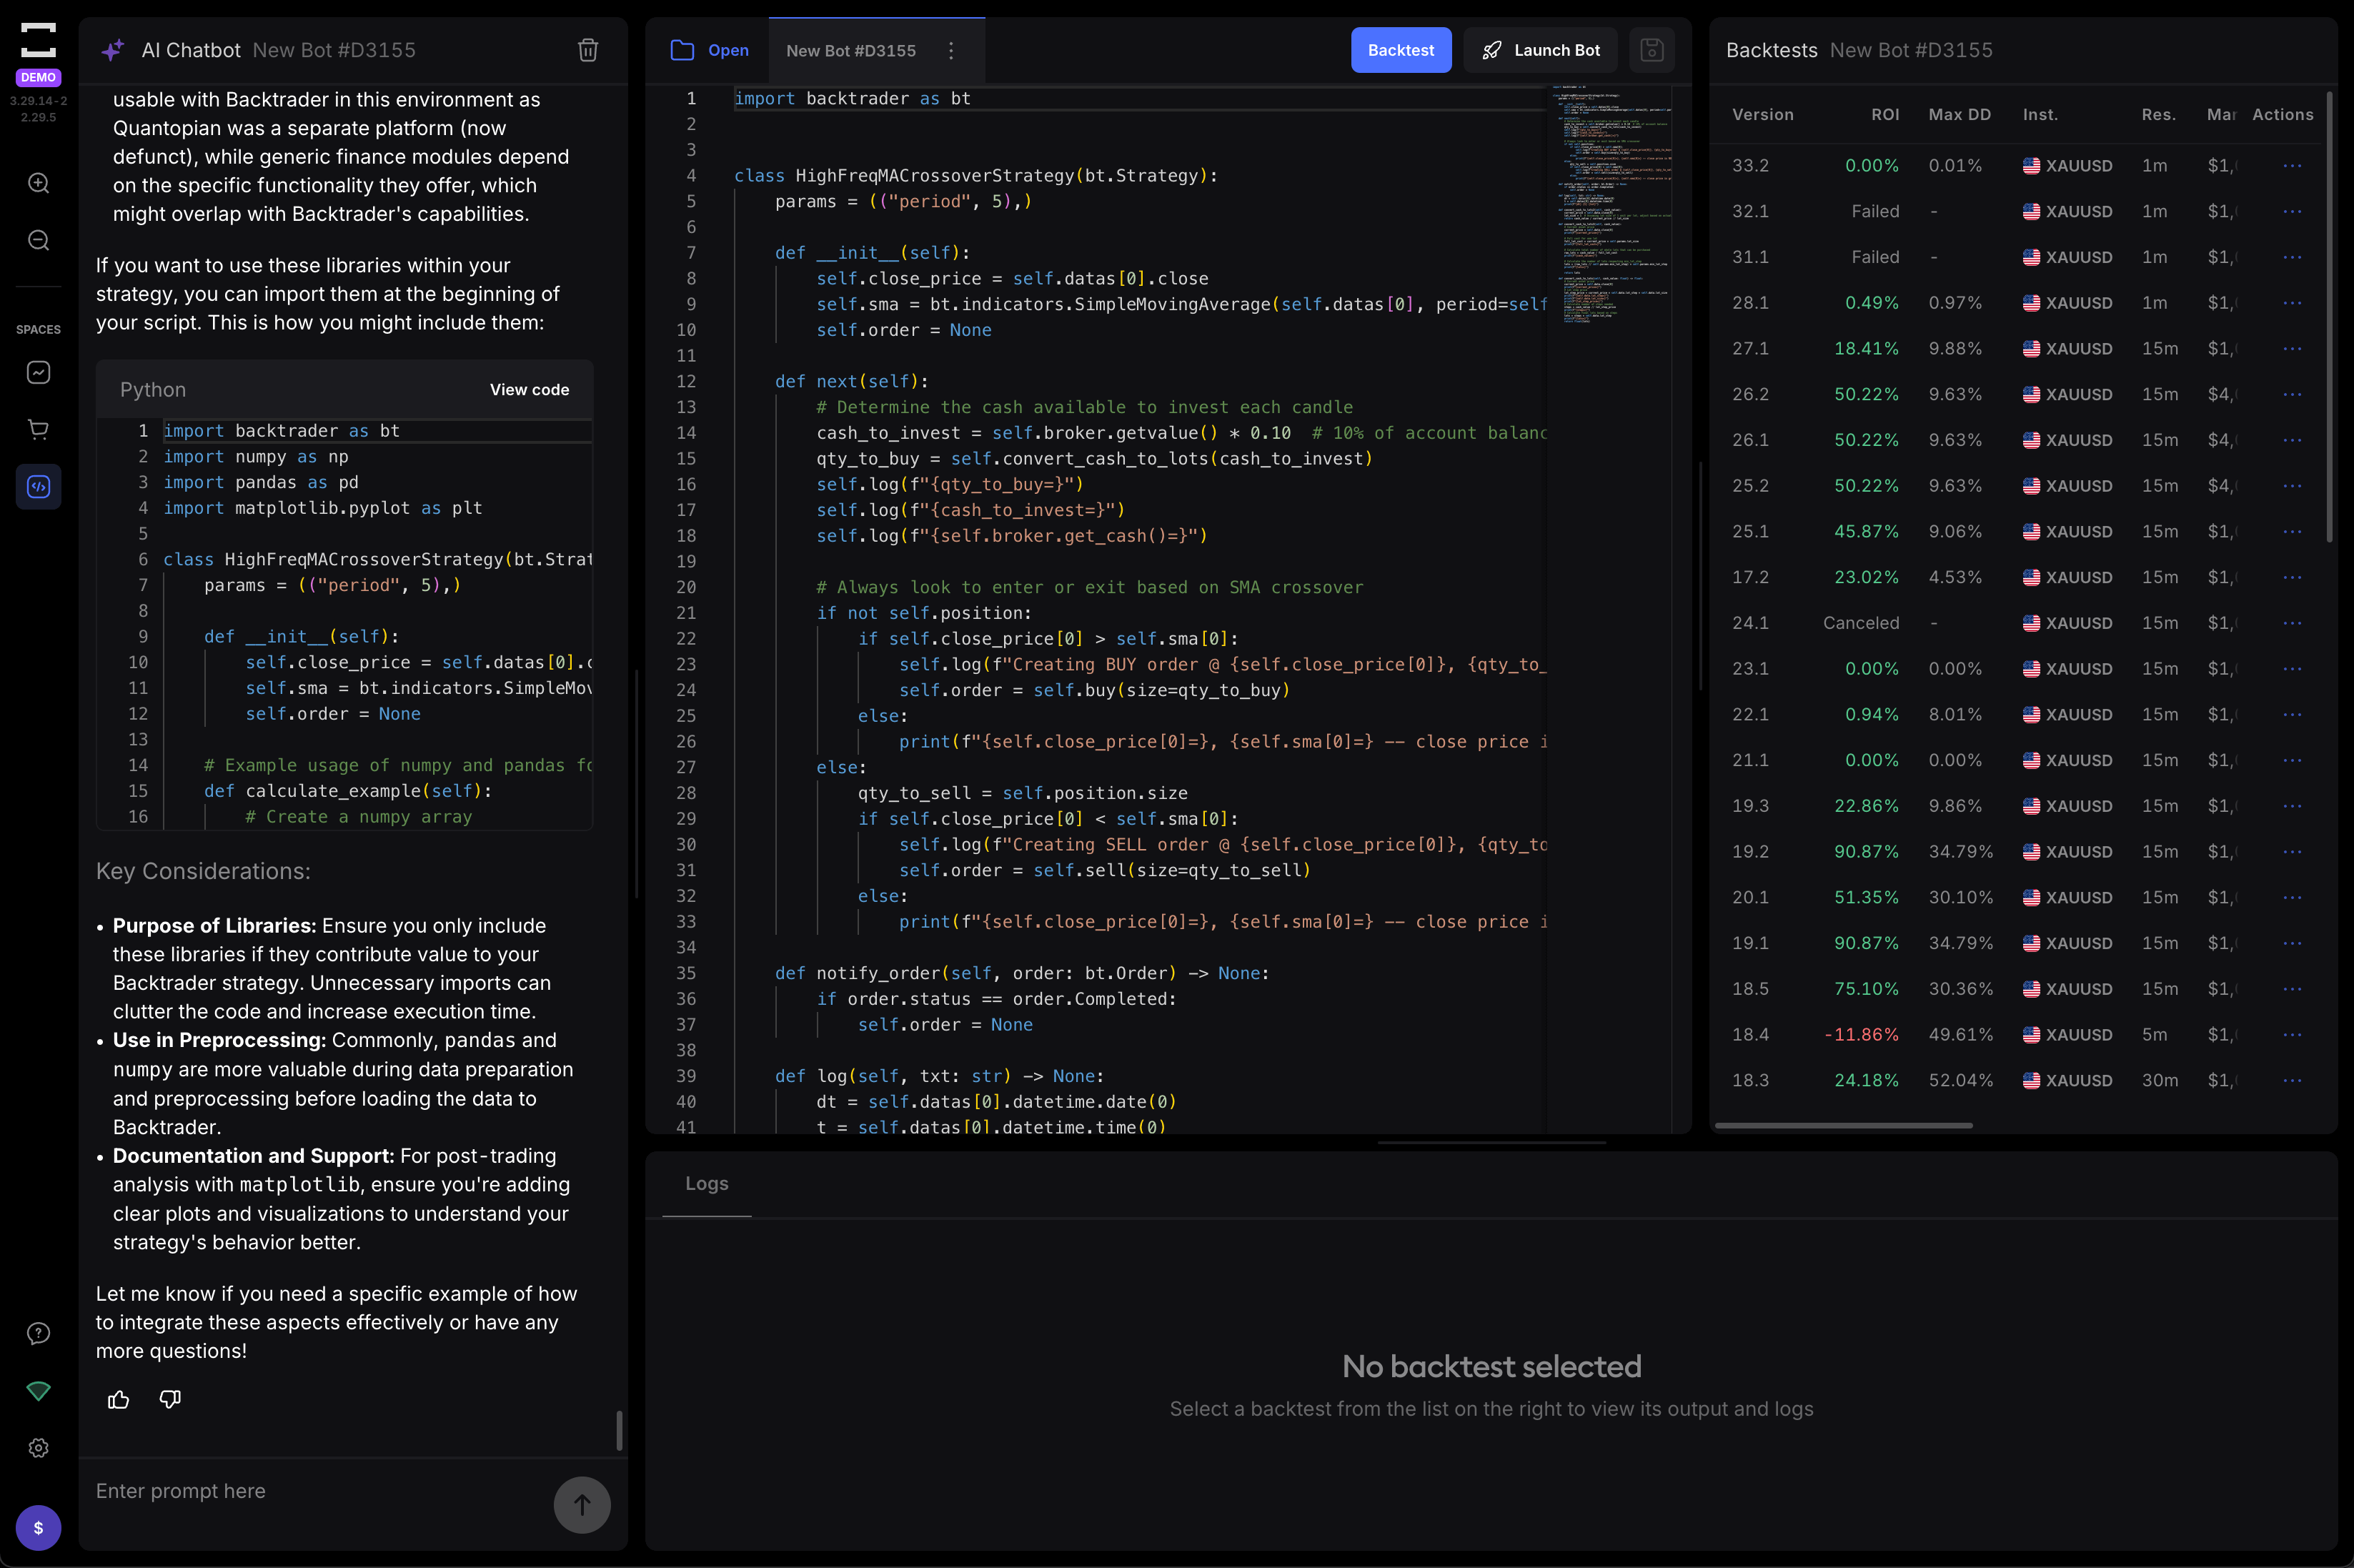 DEMO
3.29.14-2
2.29.5
SPACES
$
AI Chatbot New Bot #D3155
usable with Backtrader in this environment as
Quantopian was a separate platform (now
defunct), while generic finance modules depend
on the specific functionality they offer, which
might overlap with Backtrader's capabilities.
If you want to use these libraries within your
strategy, you can import them at the beginning of
your script. This is how you might include them:
Python View code
1 import backtrader as bt
2 import numpy as np
3 import pandas as pd
4 import matplotlib.pyplot as plt
5
6 class HighFreqMACrossoverStrategy(bt.Strat
7 params = (("period", 5),)
8
9 def __init__(self):
10 self.close_price = self.datas[0].c
11 self.sma = bt.indicators.SimpleMov
12 self.order = None
13
14 # Example usage of numpy and pandas fo
15 def calculate_example(self):
16 # Create a numpy array
Key Considerations:
• Purpose of Libraries: Ensure you only include
these libraries if they contribute value to your
Backtrader strategy. Unnecessary imports can
clutter the code and increase execution time.
• Use in Preprocessing: Commonly, pandas and
numpy are more valuable during data preparation
and preprocessing before loading the data to
Backtrader.
• Documentation and Support: For post-trading
analysis with matplotlib, ensure you're adding
clear plots and visualizations to understand your
strategy's behavior better.
Let me know if you need a specific example of how
to integrate these aspects effectively or have any
more questions!
Enter prompt here
Open New Bot #D3155 Backtest Launch Bot
1 import backtrader as bt
2
3
4 class HighFreqMACrossoverStrategy(bt.Strategy):
5 params = (("period", 5),)
6
7 def __init__(self):
8 self.close_price = self.datas[0].close
9 self.sma = bt.indicators.SimpleMovingAverage(self.datas[0], period=self
10 self.order = None
11
12 def next(self):
13 # Determine the cash available to invest each candle
14 cash_to_invest = self.broker.getvalue() * 0.10 # 10% of account balanc
15 qty_to_buy = self.convert_cash_to_lots(cash_to_invest)
16 self.log(f"{qty_to_buy=}")
17 self.log(f"{cash_to_invest=}")
18 self.log(f"{self.broker.get_cash()=}")
19
20 # Always look to enter or exit based on SMA crossover
21 if not self.position:
22 if self.close_price[0] > self.sma[0]:
23 self.log(f"Creating BUY order @ {self.close_price[0]}, {qty_to_
24 self.order = self.buy(size=qty_to_buy)
25 else:
26 print(f"{self.close_price[0]=}, {self.sma[0]=} -- close price i
27 else:
28 qty_to_sell = self.position.size
29 if self.close_price[0] < self.sma[0]:
30 self.log(f"Creating SELL order @ {self.close_price[0]}, {qty_to
31 self.order = self.sell(size=qty_to_sell)
32 else:
33 print(f"{self.close_price[0]=}, {self.sma[0]=} -- close price i
34
35 def notify_order(self, order: bt.Order) -> None:
36 if order.status == order.Completed:
37 self.order = None
38
39 def log(self, txt: str) -> None:
40 dt = self.datas[0].datetime.date(0)
41 t = self.datas[0].datetime.time(0)
Backtests New Bot #D3155
Version ROI Max DD Inst. Res. Mar Actions
33.2 0.00% 0.01% XAUUSD 1m $1, ...
32.1 Failed - XAUUSD 1m $1, ...
31.1 Failed - XAUUSD 1m $1, ...
28.1 0.49% 0.97% XAUUSD 1m $1, ...
27.1 18.41% 9.88% XAUUSD 15m $1, ...
26.2 50.22% 9.63% XAUUSD 15m $4, ...
26.1 50.22% 9.63% XAUUSD 15m $4, ...
25.2 50.22% 9.63% XAUUSD 15m $4, ...
25.1 45.87% 9.06% XAUUSD 15m $1, ...
17.2 23.02% 4.53% XAUUSD 15m $1, ...
24.1 Canceled - XAUUSD 15m $1, ...
23.1 0.00% 0.00% XAUUSD 15m $1, ...
22.1 0.94% 8.01% XAUUSD 15m $1, ...
21.1 0.00% 0.00% XAUUSD 15m $1, ...
19.3 22.86% 9.86% XAUUSD 15m $1, ...
19.2 90.87% 34.79% XAUUSD 15m $1, ...
20.1 51.35% 30.10% XAUUSD 15m $1, ...
19.1 90.87% 34.79% XAUUSD 15m $1, ...
18.5 75.10% 30.36% XAUUSD 15m $1, ...
18.4 -11.86% 49.61% XAUUSD 5m $1, ...
18.3 24.18% 52.04% XAUUSD 30m $1, ...
Logs
No backtest selected
Select a backtest from the list on the right to view its output and logs